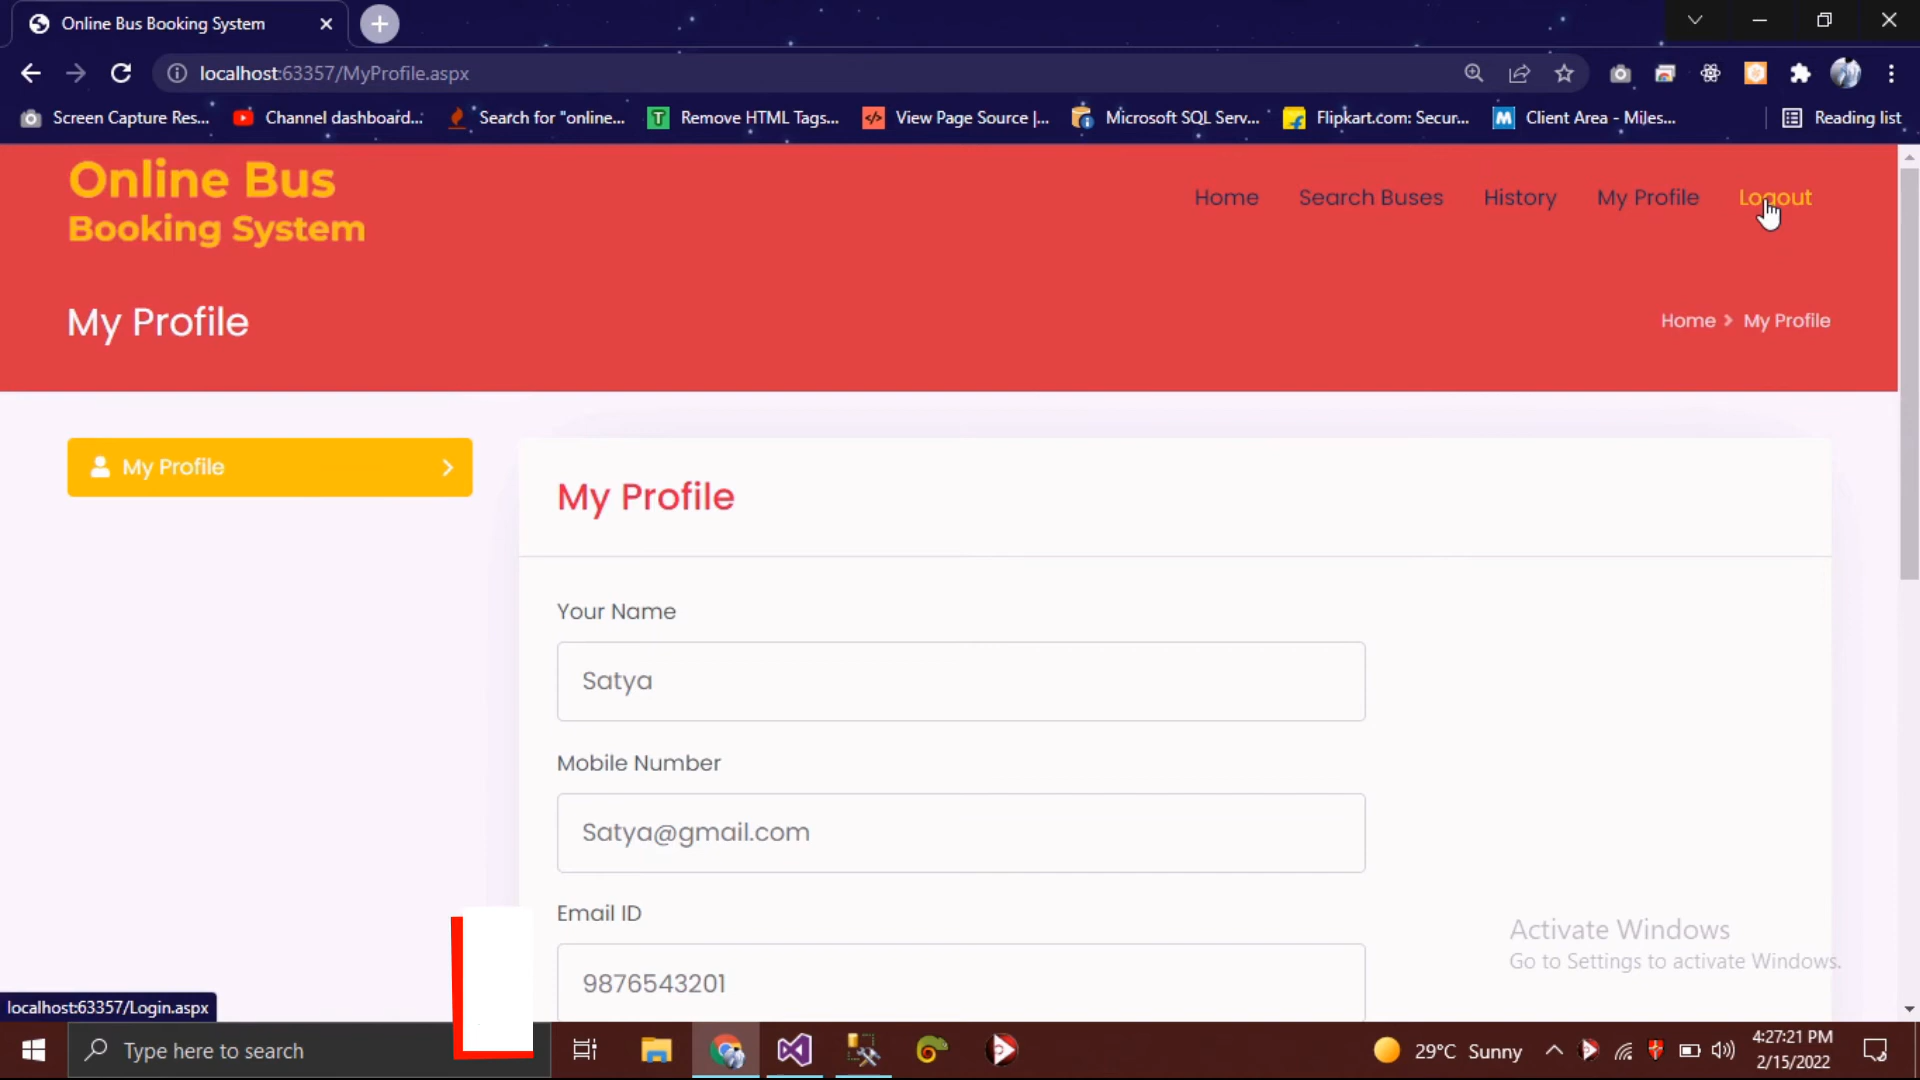 Online Bus Booking System
localhost:63357/MyProfile.aspx
Screen Capture Res...
Channel dashboard...
Search for "online...
T
Remove HTML Tags...
View Page Source |...
Microsoft SQL Serv...
Flipkart.com: Secur...
M
Client Area - Miles...
Reading list
Online Bus
Booking System
Home
Search Buses
History
My Profile
Logout
My Profile
Home > My Profile
My Profile
My Profile
Your Name
Satya
Mobile Number
Satya@gmail.com
Email ID
9876543201
Activate Windows
Go to Settings to activate Windows.
localhost:63357/Login.aspx
Type here to search
29°C Sunny
4:27:21 PM
2/15/2022